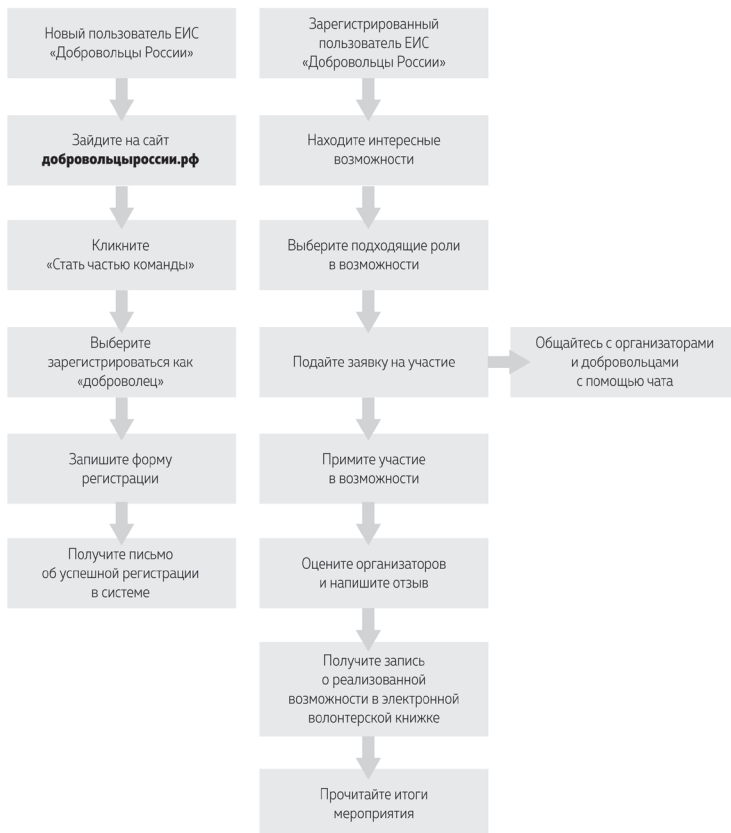 Новый пользователь ЕИС
«Добровольцы России»
Зайдите на сайт
добровольцыроссии.рф
Кликните
«Стать частью команды»
Выберите
зарегистрироваться как
«доброволец»
Запишите форму
регистрации
Получите письмо
об успешной регистрации
в системе
Зарегистрированный
пользователь ЕИС
«Добровольцы России»
Находите интересные
возможности
Выберите подходящие роли
в возможности
Подайте заявку на участие
Общайтесь с организаторами
и добровольцами
с помощью чата
Примите участие
в возможности
Оцените организаторов
и напишите отзыв
Получите запись
о реализованной
возможности в электронной
волонтерской книжке
Прочитайте итоги
мероприятия